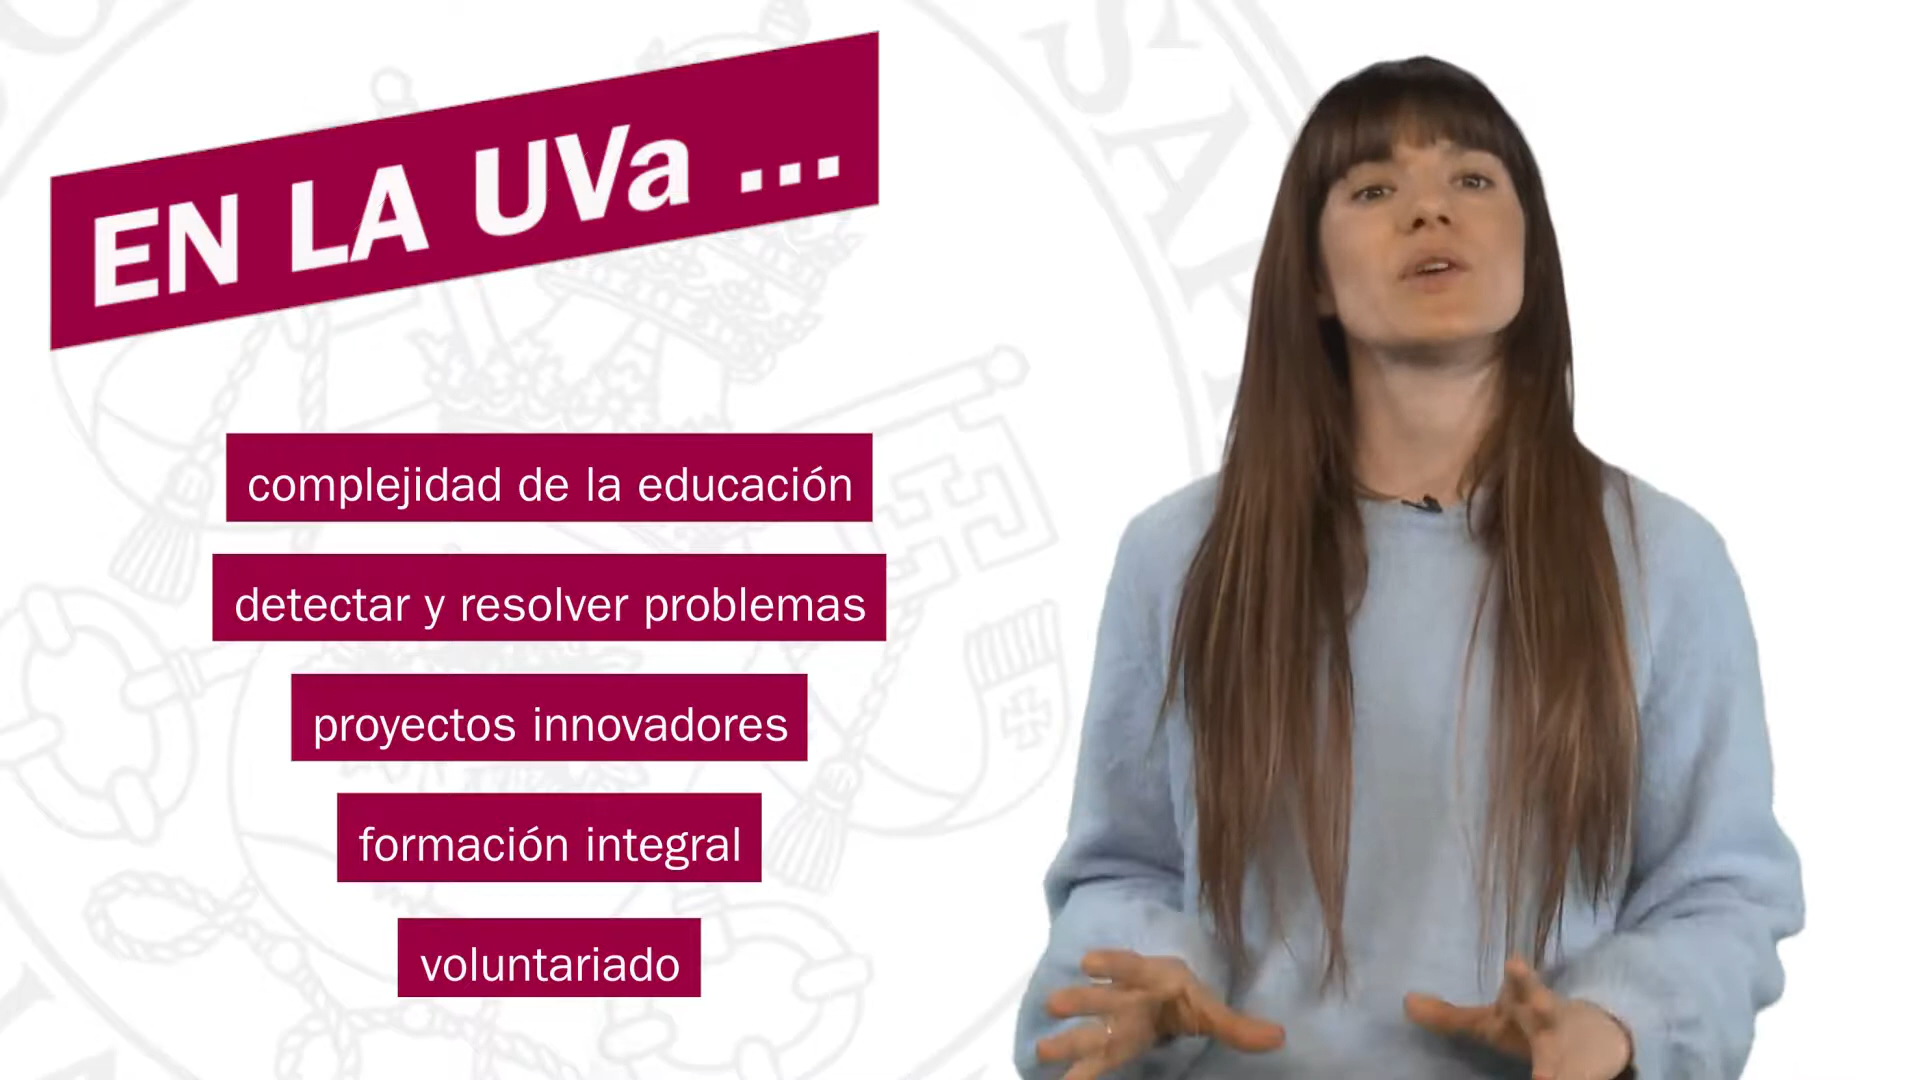 EN LA UVa ...
complejidad de la educación
detectar y resolver problemas
proyectos innovadores
formación integral
voluntariado